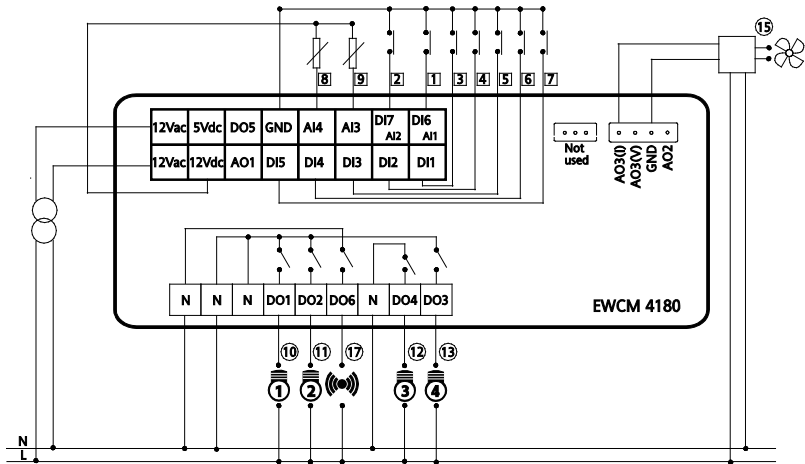 15
8 9 2 1 3 4 5 6 7
12Vac 5Vdc DO5 GND AI4 AI3 DI7 AI2 DI6 AI1
12Vac 12Vdc AO1 DI5 DI4 DI3 DI2 DI1
Not
used
AO3(I)
AO3(V)
GND
AO2
N N N DO1 DO2 DO6 N DO4 DO3
EWCM 4180
10 11 17 12 13
1 2 3 4
N
L